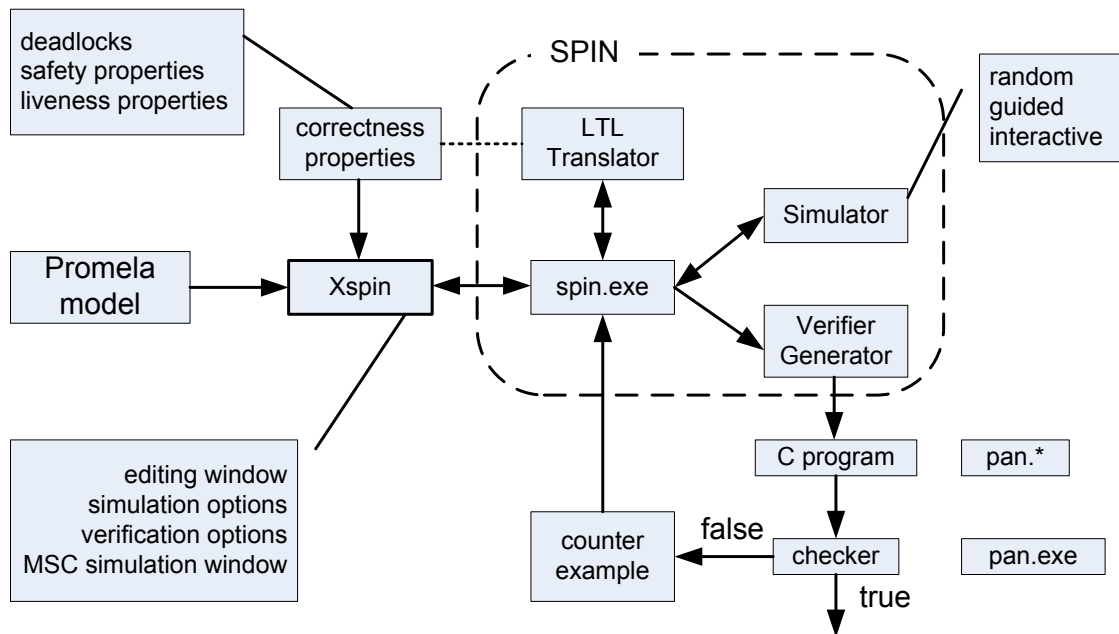 deadlocks
safety properties
liveness properties
SPIN
random
guided
interactive
correctness
properties
LTL
Translator
Simulator
Promela
model
Xspin
spin.exe
Verifier
Generator
editing window
simulation options
verification options
MSC simulation window
C program
pan.*
counter
example
false
checker
pan.exe
true